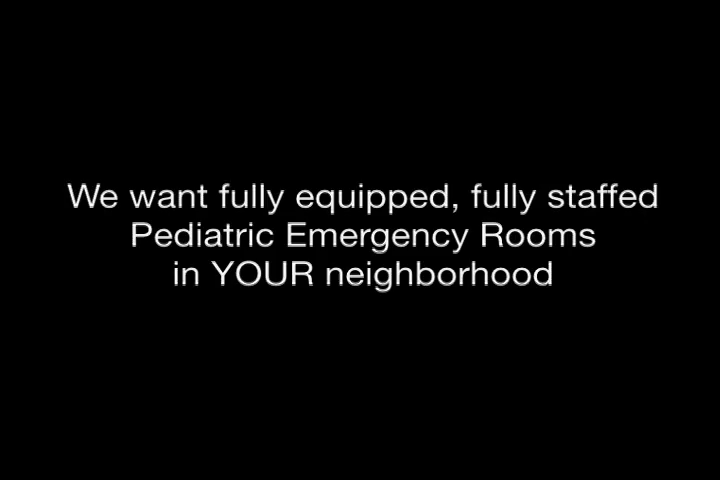 We want fully equipped, fully staffed
Pediatric Emergency Rooms
in YOUR neighborhood